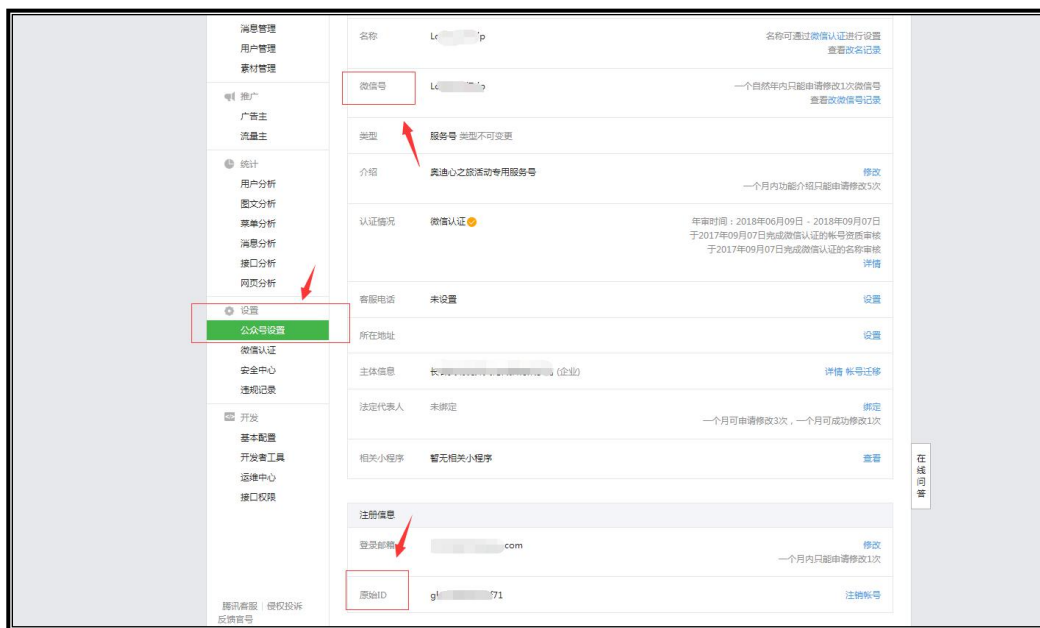 消息管理
用户管理
素材管理
推广
广告主
流量主
统计
用户分析
图文分析
菜单分析
消息分析
接口分析
网页分析
设置
公众号设置
微信认证
安全中心
违规记录
开发
基本配置
开发者工具
运维中心
接口权限
腾讯客服 | 侵权投诉
反馈官号
名称
名称可通过微信认证进行设置
查看改名记录
微信号
一个自然年内只能申请修改1次微信号
查看改微信号记录
类型 服务号 类型不可变更
介绍 奥迪心之旅活动专用服务号 修改
一个月内功能介绍只能申请修改5次
认证情况 微信认证 年审时间：2018年06月09日 - 2018年09月07日
于2017年09月07日完成微信认证的帐号资质审核
于2017年09月07日完成微信认证的名称审核
详情
客服电话 未设置 设置
所在地址 设置
主体信息 (企业) 详情 帐号迁移
法定代表人 未绑定 绑定
一个月可申请修改3次，一个月可成功修改1次
相关小程序 暂无相关小程序 查看
注册信息
登录邮箱 com 修改
一个月内只能申请修改1次
原始ID f71 注销帐号
在线问答